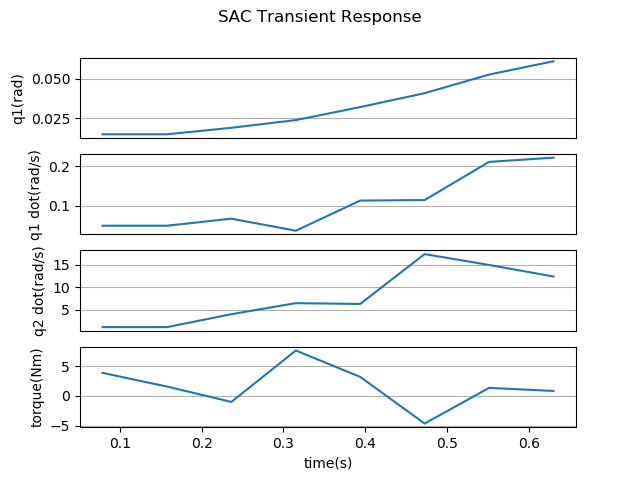 SAC Transient Response
q1(rad)
0.050
0.025
q1 dot(rad/s)
0.2
0.1
q2 dot(rad/s)
15
10
5
torque(Nm)
5
0
−5
0.1 0.2 0.3 0.4 0.5 0.6
time(s)